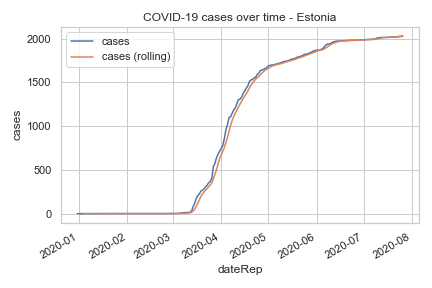 COVID-19 cases over time - Estonia
cases
cases (rolling)
2000
1500
1000
500
0
cases
2020-01
2020-02
2020-03
2020-04
2020-05
2020-06
2020-07
2020-08
dateRep